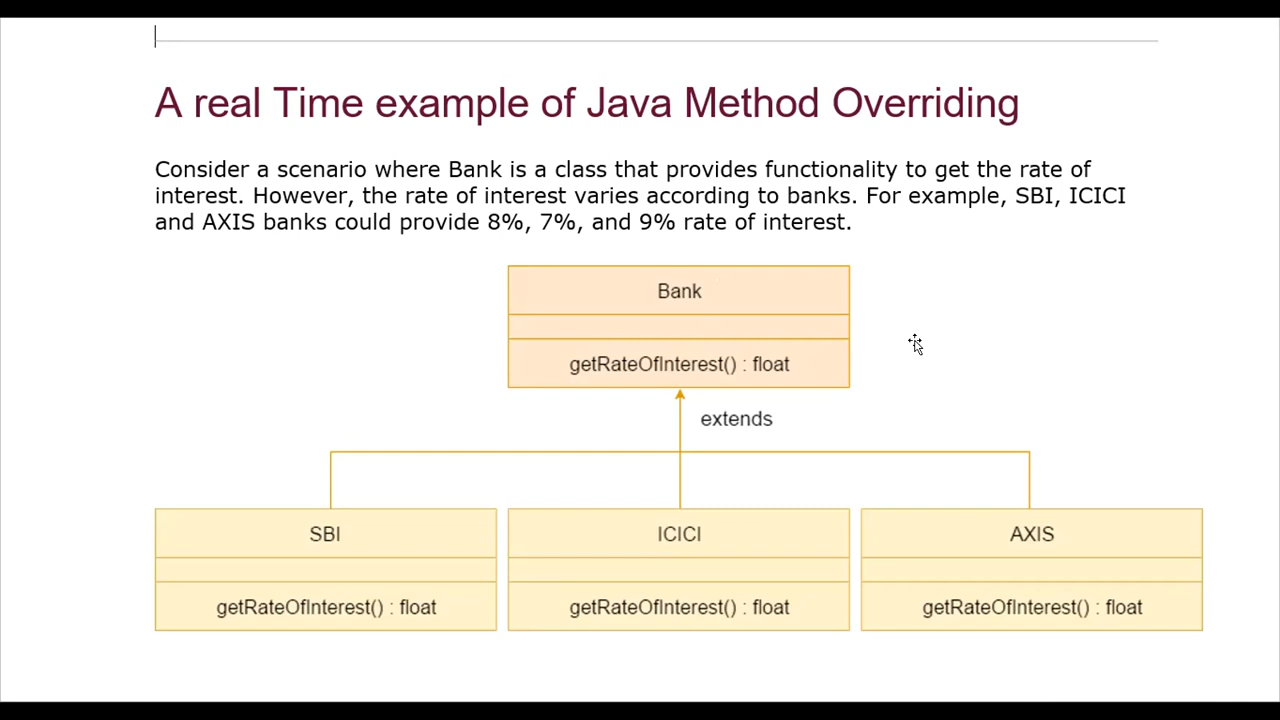 A real Time example of Java Method Overriding
Consider a scenario where Bank is a class that provides functionality to get the rate of
interest. However, the rate of interest varies according to banks. For example, SBI, ICICI
and AXIS banks could provide 8%, 7%, and 9% rate of interest.
Bank
getRateOfInterest() : float
extends
SBI
ICICI
AXIS
getRateOfInterest() : float
getRateOfInterest() : float
getRateOfInterest() : float